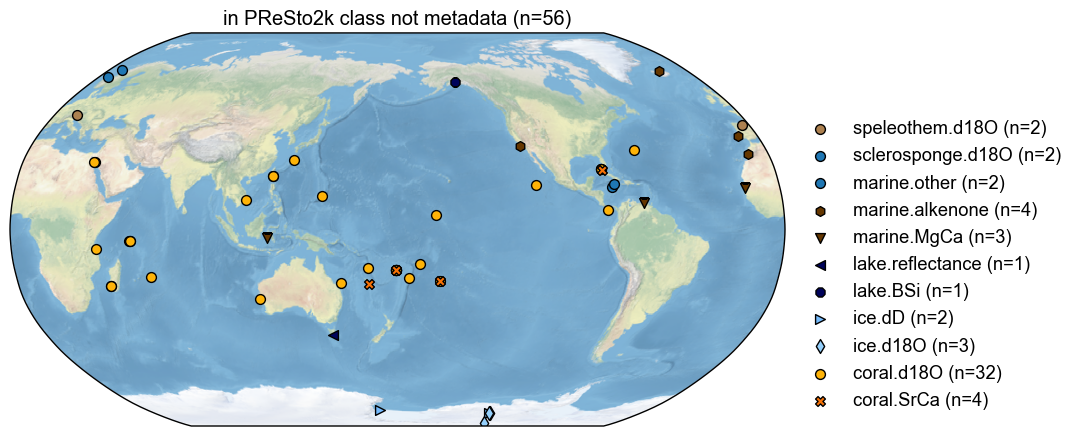 in PReSto2k class not metadata (n=56)
speleothem.d18O (n=2)
sclerosponge.d18O (n=2)
marine.other (n=2)
marine.alkenone (n=4)
marine.MgCa (n=3)
lake.reflectance (n=1)
lake.BSi (n=1)
ice.dD (n=2)
ice.d18O (n=3)
coral.d18O (n=32)
coral.SrCa (n=4)